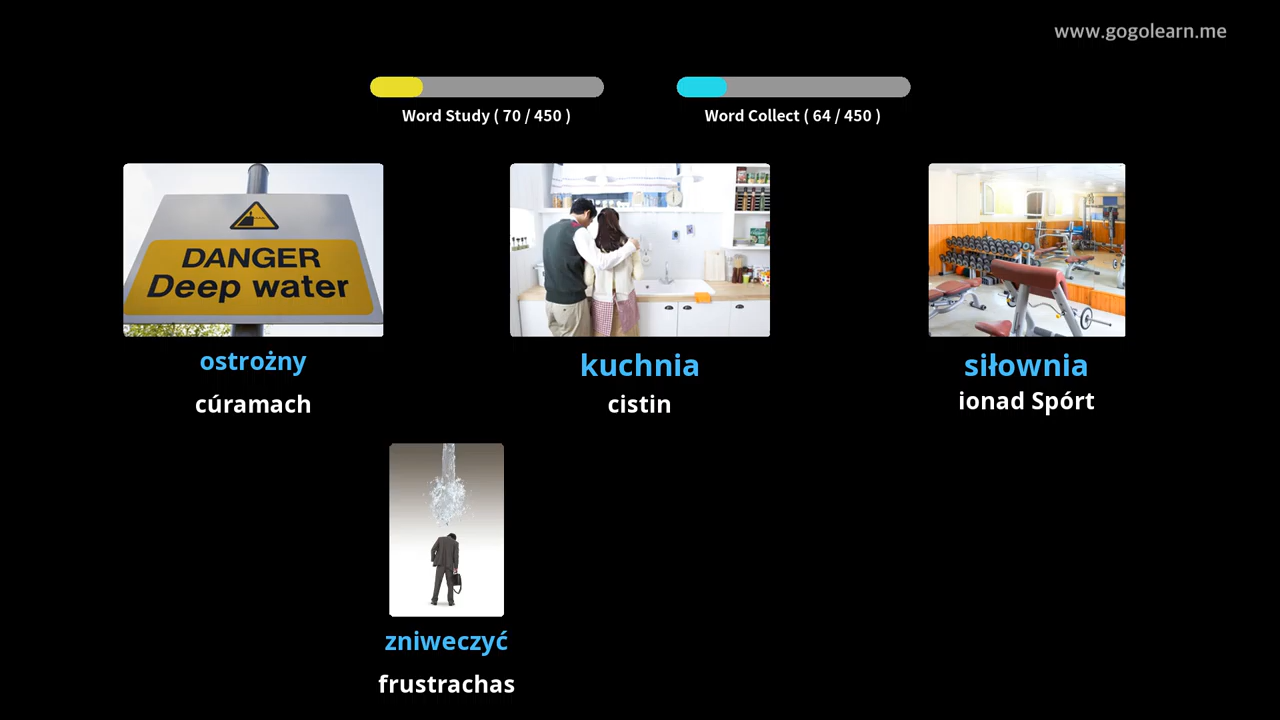 www.gogolearn.me
Word Study ( 70 / 450 )
Word Collect ( 64 / 450 )
DANGER
Deep water
ostrożny
cúramach
kuchnia
cistin
siłownia
ionad Spórt
zniweczyć
frustrachas